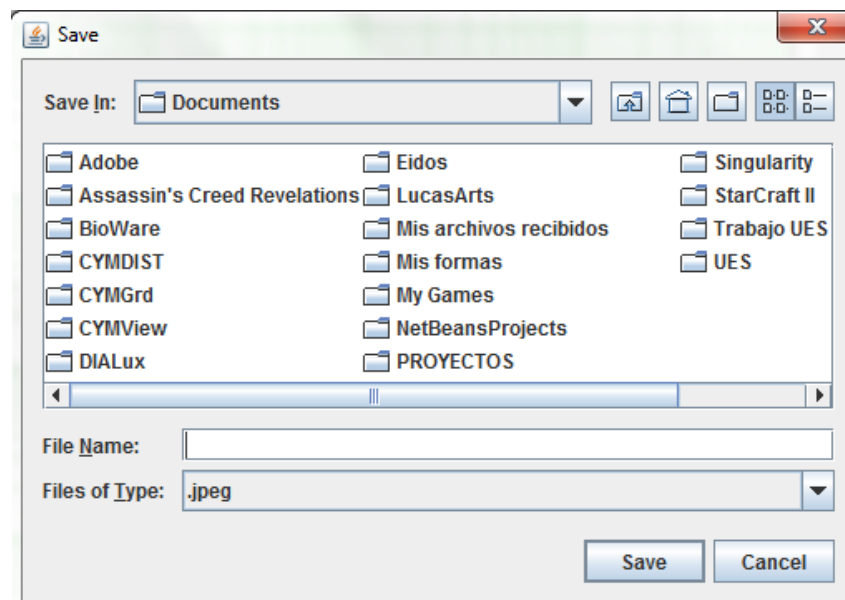 Save
Save In: Documents
Adobe
Assassin's Creed Revelations
BioWare
CYMDIST
CYMGrd
CYMView
DIALux
Eidos
LucasArts
Mis archivos recibidos
Mis formas
My Games
NetBeansProjects
PROYECTOS
Singularity
StarCraft II
Trabajo UES
UES
File Name:
Files of Type: .jpeg
Save Cancel